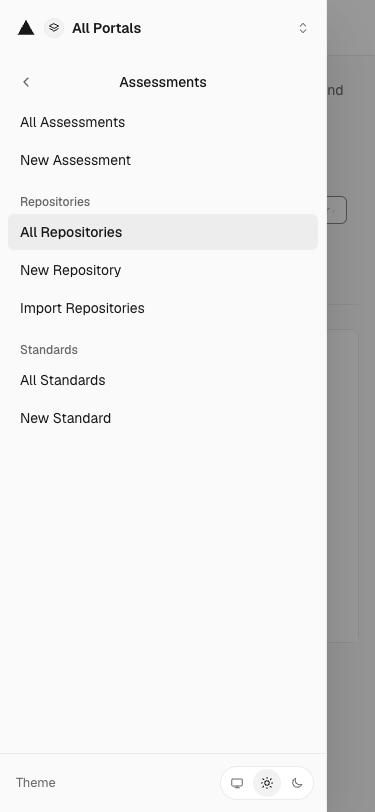 All Portals
Assessments
nd
All Assessments
New Assessment
Repositories
All Repositories
New Repository
Import Repositories
Standards
All Standards
New Standard
Theme